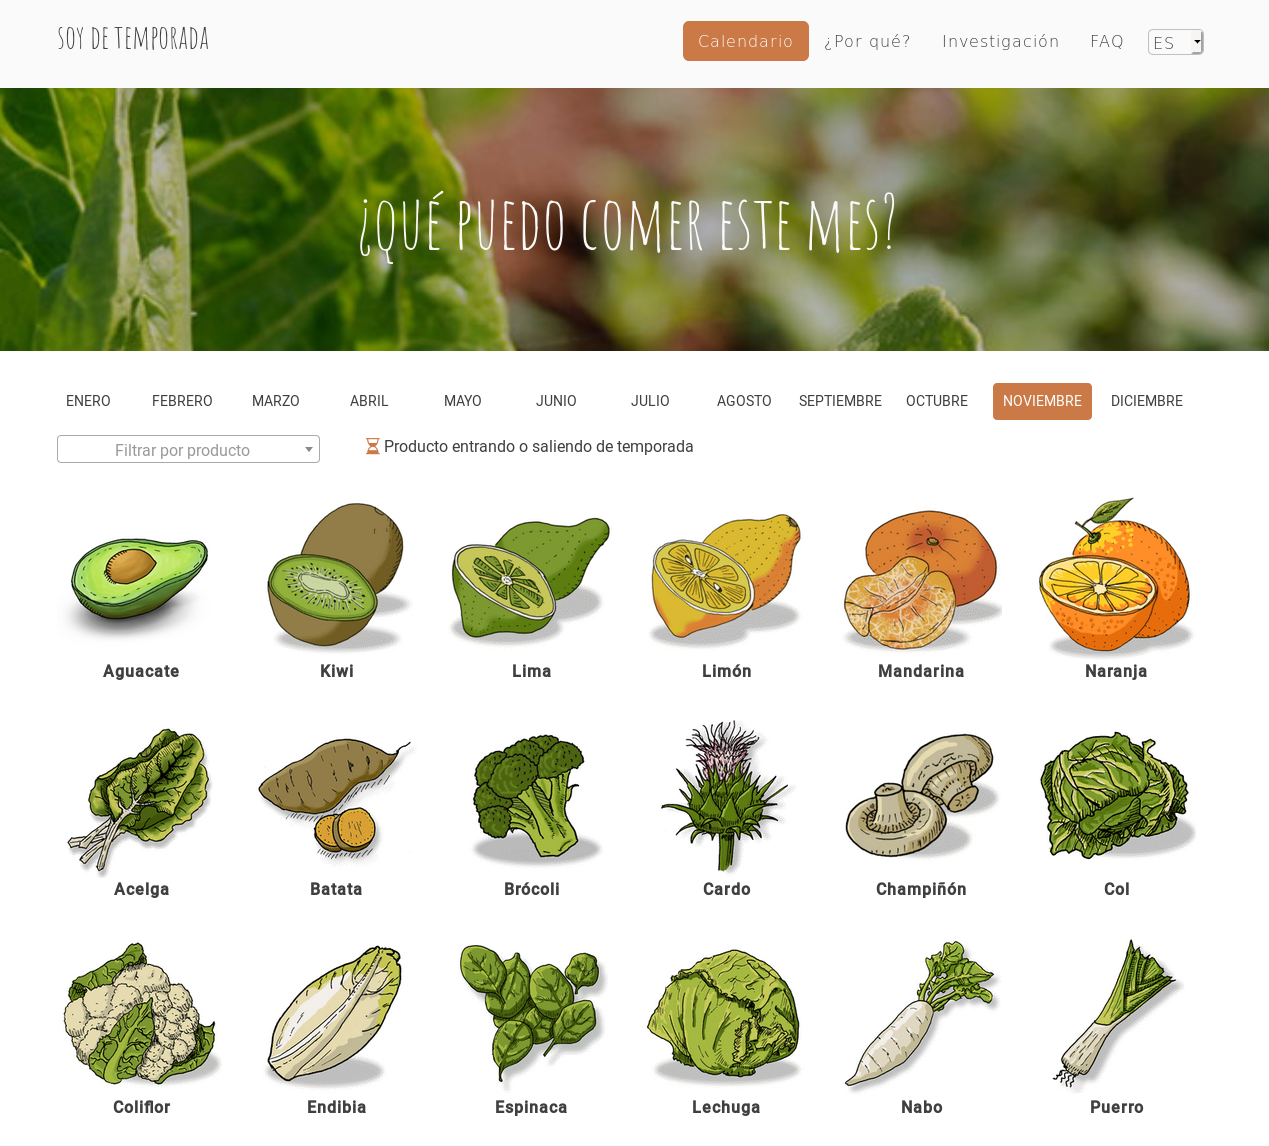 SOY DE TEMPORADA
Calendario ¿Por qué? Investigación FAQ ES
¿QUÉ PUEDO COMER ESTE MES?
ENERO FEBRERO MARZO ABRIL MAYO JUNIO JULIO AGOSTO SEPTIEMBRE OCTUBRE NOVIEMBRE DICIEMBRE
Filtrar por producto Producto entrando o saliendo de temporada
Aguacate Kiwi Lima Limón Mandarina Naranja
Acelga Batata Brócoli Cardo Champiñón Col
Coliflor Endibia Espinaca Lechuga Nabo Puerro